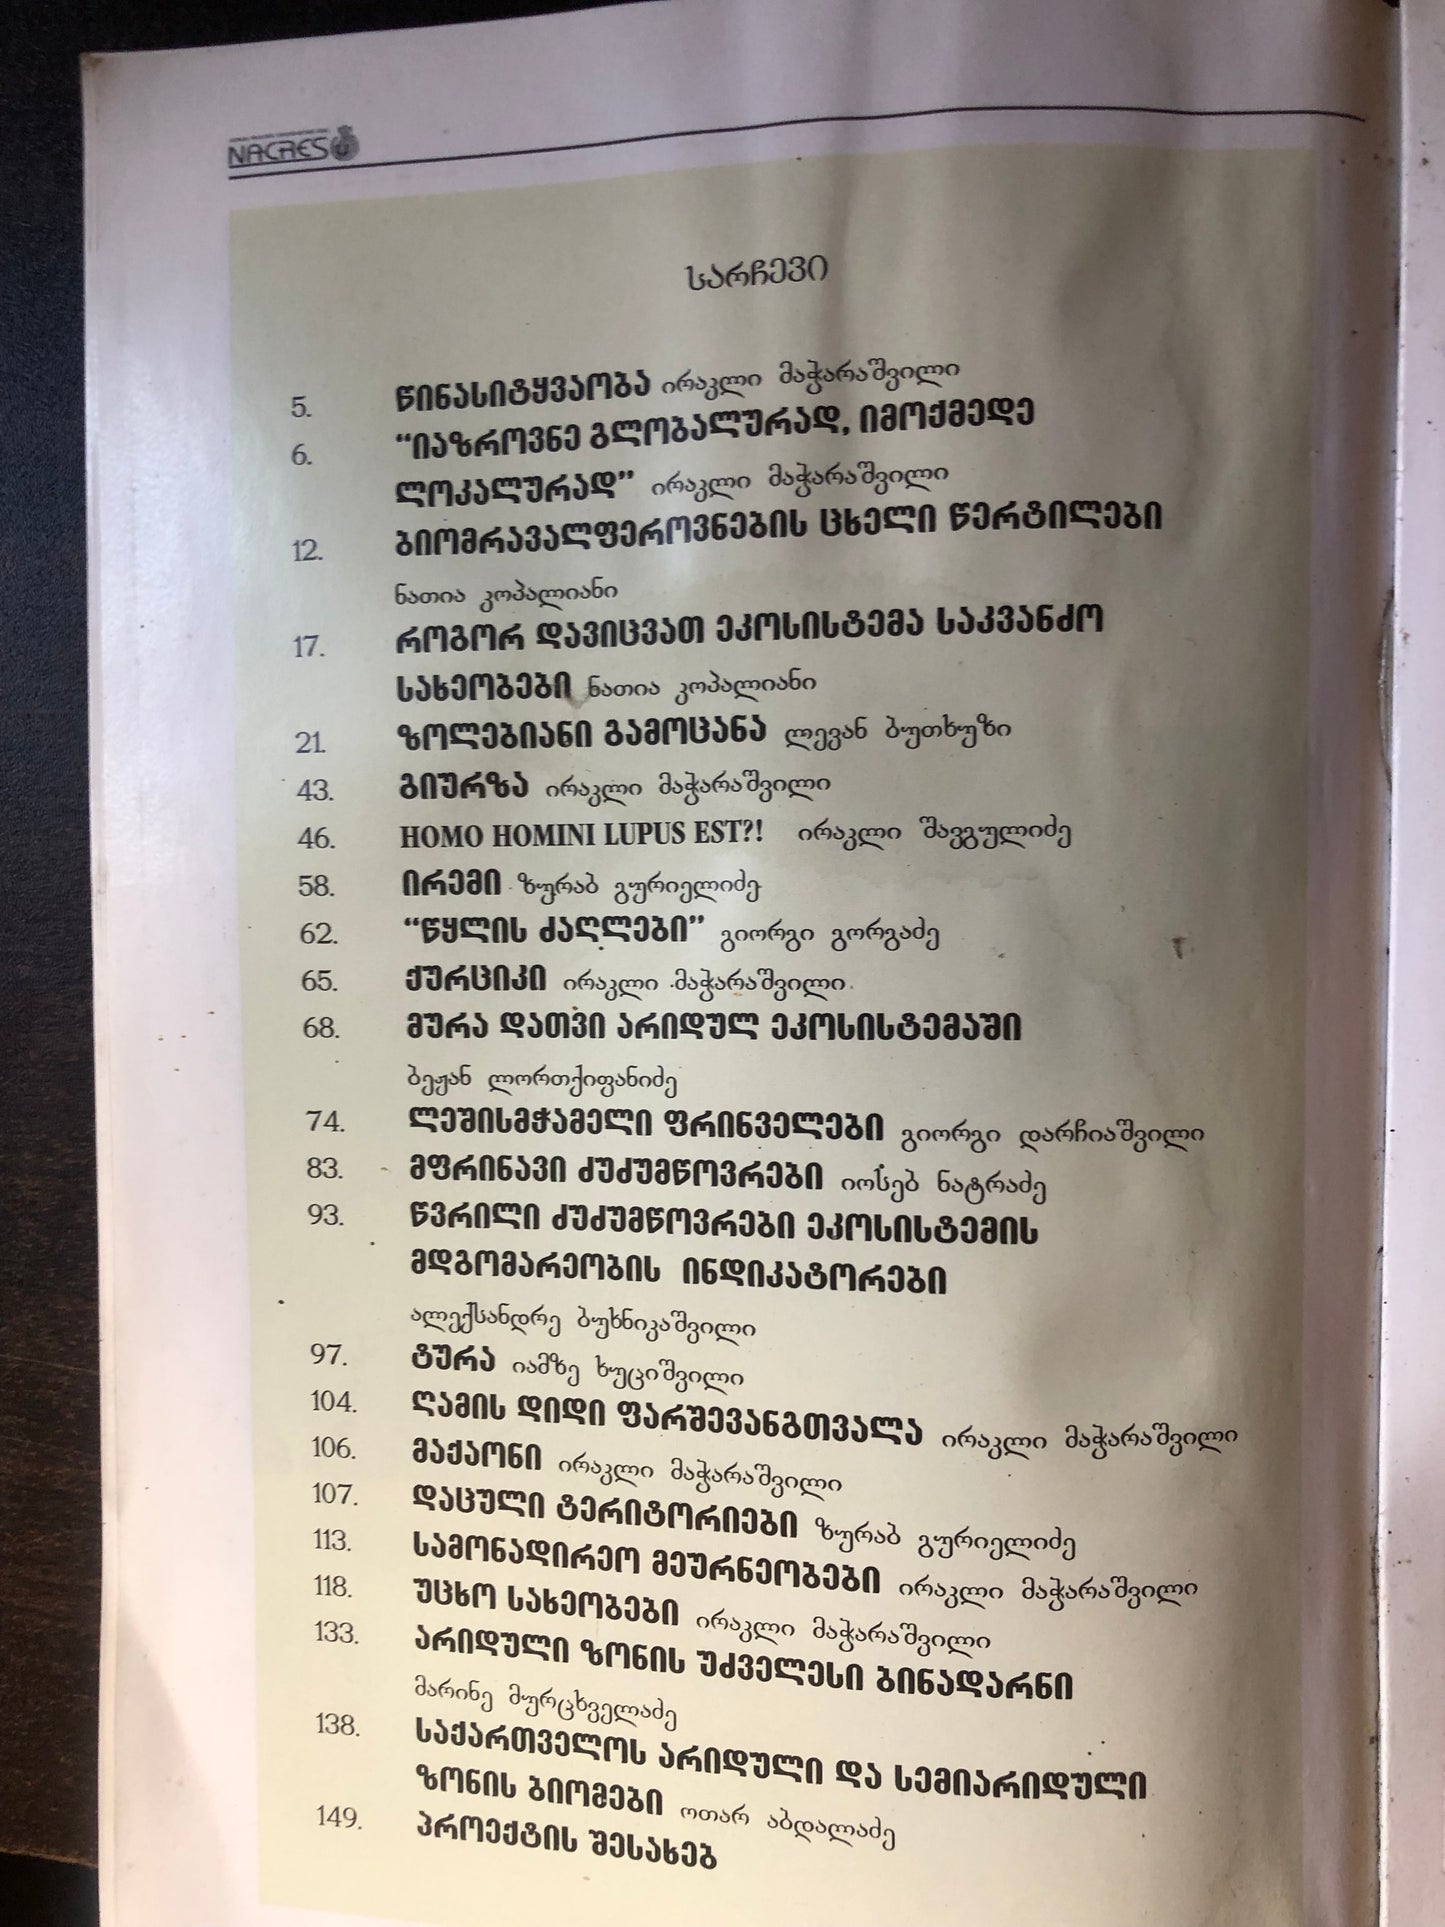 NACRES
სარჩევი
5. წინასიტყვაობა ირაკლი მაჭარაშვილი
6. “იაზროვნე გლობალურად, იმოქმედე
ლოკალურად” ირაკლი მაჭარაშვილი
12. ბიომრავალფეროვნების ცხელი წერტილები
ნათია კოპალიანი
17. როგორ დავიცვათ ეკოსისტემა საკვანძო
სახეობები ნათია კოპალიანი
21. ზოლებიანი გამოცანა ლევან ბუთხუზი
43. გიურზა ირაკლი მაჭარაშვილი
46. HOMO HOMINI LUPUS EST?! ირაკლი შავგულიძე
58. ირემი ზურაბ გურიელიძე
62. “წყლის ძაღლები” გიორგი გორგაძე
65. ქურციკი ირაკლი მაჭარაშვილი
68. მურა დათვი არიდულ ეკოსისტემაში
ბეჟან ლორთქიფანიძე
74. ლეშისმჭამელი ფრინველები გიორგი დარჩიაშვილი
83. მფრინავი ძუძუმწოვრები იოსებ ნატრაძე
93. წვრილი ძუძუმწოვრები ეკოსისტემის
მდგომარეობის ინდიკატორები
ალექსანდრე ბუხნიკაშვილი
97. ტურა იამზე ხუციშვილი
104. ღამის დიდი ფარშევანგთვალა ირაკლი მაჭარაშვილი
106. მაქაონი ირაკლი მაჭარაშვილი
107. დაცული ტერიტორიები ზურაბ გურიელიძე
113. სამონადირეო მეურნეობები ირაკლი მაჭარაშვილი
118. უცხო სახეობები ირაკლი მაჭარაშვილი
133. არიდული ზონის უძველესი ბინადარნი
მარინე მურცხველაძე
138. საქართველოს არიდული და სემიარიდული
ზონის ბიომები ოთარ აბდალაძე
149. პროექტის შესახებ